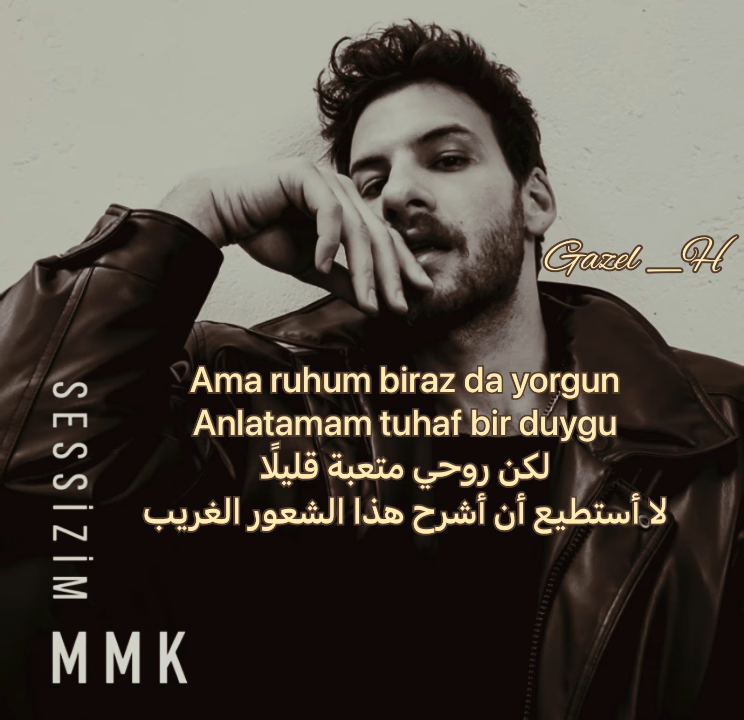 Gazel _H
Ama ruhum biraz da yorgun
Anlatamam tuhaf bir duygu
لكن روحي متعبة قليلًا
لا أستطيع أن أشرح هذا الشعور الغريب
SESSİZİM
MMK